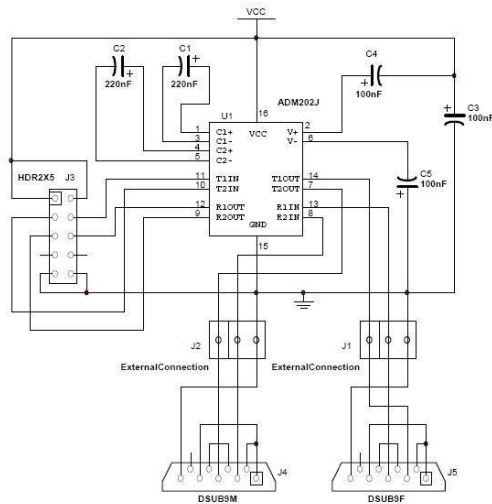 VCC
C2
C1
C4
220nF
220nF
ADM202J
100nF
C3
100nF
U1
16
1
C1+
VCC
V+
2
3
C1-
V-
6
4
C2+
5
C2-
C5
100nF
HDR2X5
J3
11
T1IN
T1OUT
14
10
T2IN
T2OUT
7
12
R1OUT
R1IN
13
9
R2OUT
R2IN
8
GND
15
J2
J1
ExternalConnection
ExternalConnection
J4
J5
DSUB9M
DSUB9F